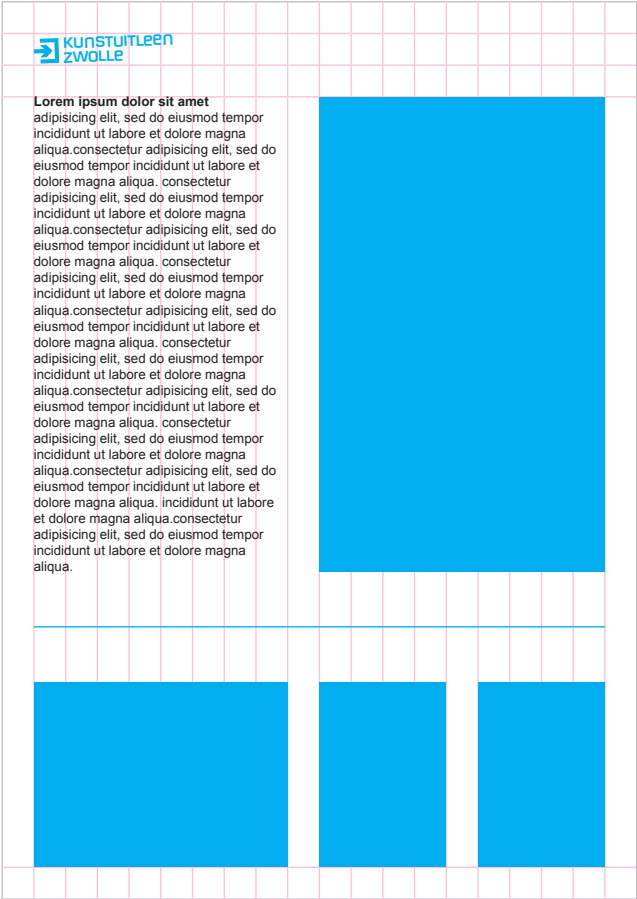 KUNSTUITLEEN
ZWOLLE
Lorem ipsum dolor sit amet
adipisicing elit, sed do eiusmod tempor
incididunt ut labore et dolore magna
aliqua.consectetur adipisicing elit, sed do
eiusmod tempor incididunt ut labore et
dolore magna aliqua. consectetur
adipisicing elit, sed do eiusmod tempor
incididunt ut labore et dolore magna
aliqua.consectetur adipisicing elit, sed do
eiusmod tempor incididunt ut labore et
dolore magna aliqua. consectetur
adipisicing elit, sed do eiusmod tempor
incididunt ut labore et dolore magna
aliqua.consectetur adipisicing elit, sed do
eiusmod tempor incididunt ut labore et
dolore magna aliqua. consectetur
adipisicing elit, sed do eiusmod tempor
incididunt ut labore et dolore magna
aliqua.consectetur adipisicing elit, sed do
eiusmod tempor incididunt ut labore et
dolore magna aliqua. consectetur
adipisicing elit, sed do eiusmod tempor
incididunt ut labore et dolore magna
aliqua.consectetur adipisicing elit, sed do
eiusmod tempor incididunt ut labore et
dolore magna aliqua. incididunt ut labore
et dolore magna aliqua.consectetur
adipisicing elit, sed do eiusmod tempor
incididunt ut labore et dolore magna
aliqua.